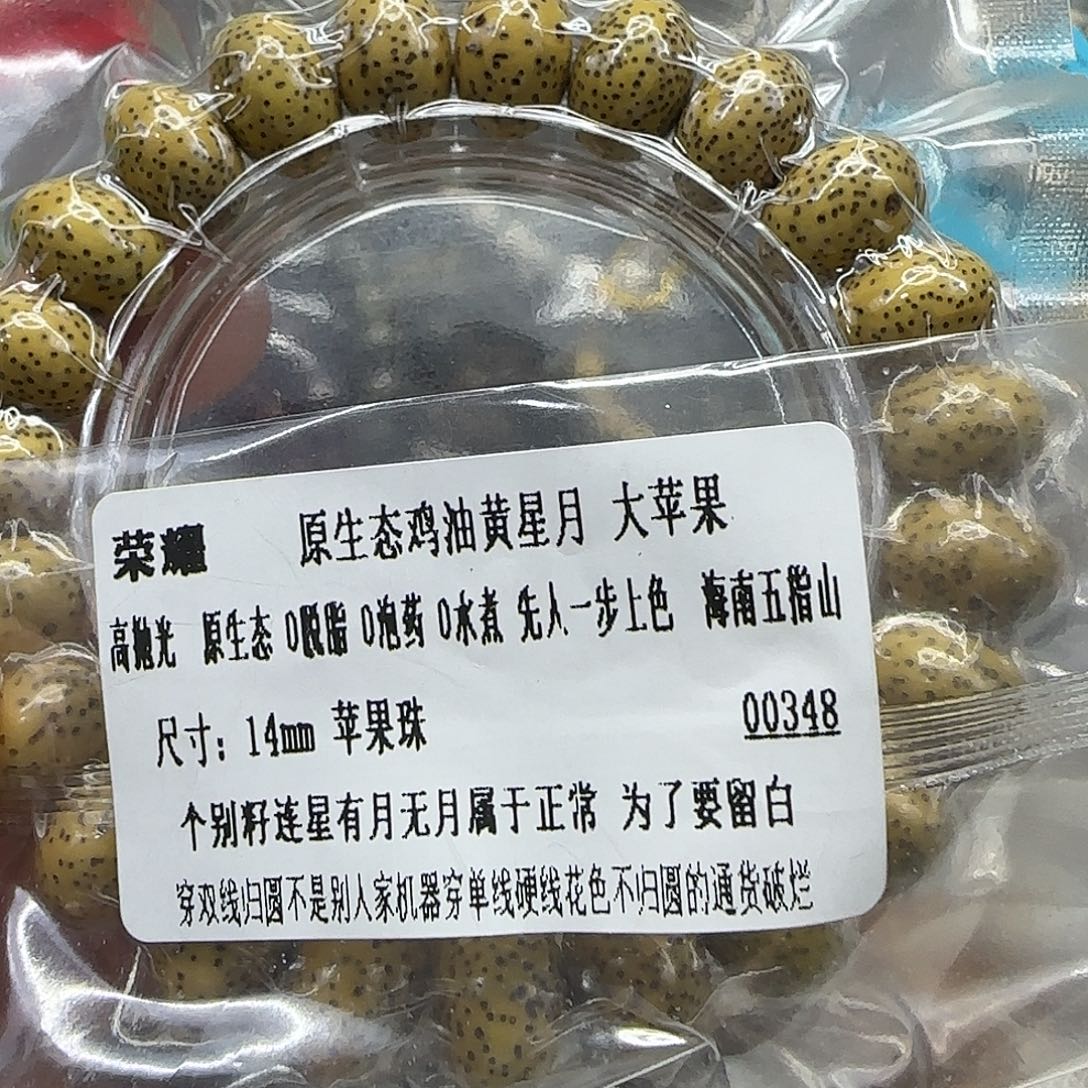 荣耀 原生态鸡油黄星月 大苹果
高抛光 原生态 0脱脂 0泡药 0水煮 先人一步上色 海南五指山
尺寸：14mm 苹果珠 00348
个别籽连星有月无月属于正常 为了要留白
穿双线归圆不是别人家机器穿单线硬线花色不归圆的通货破烂